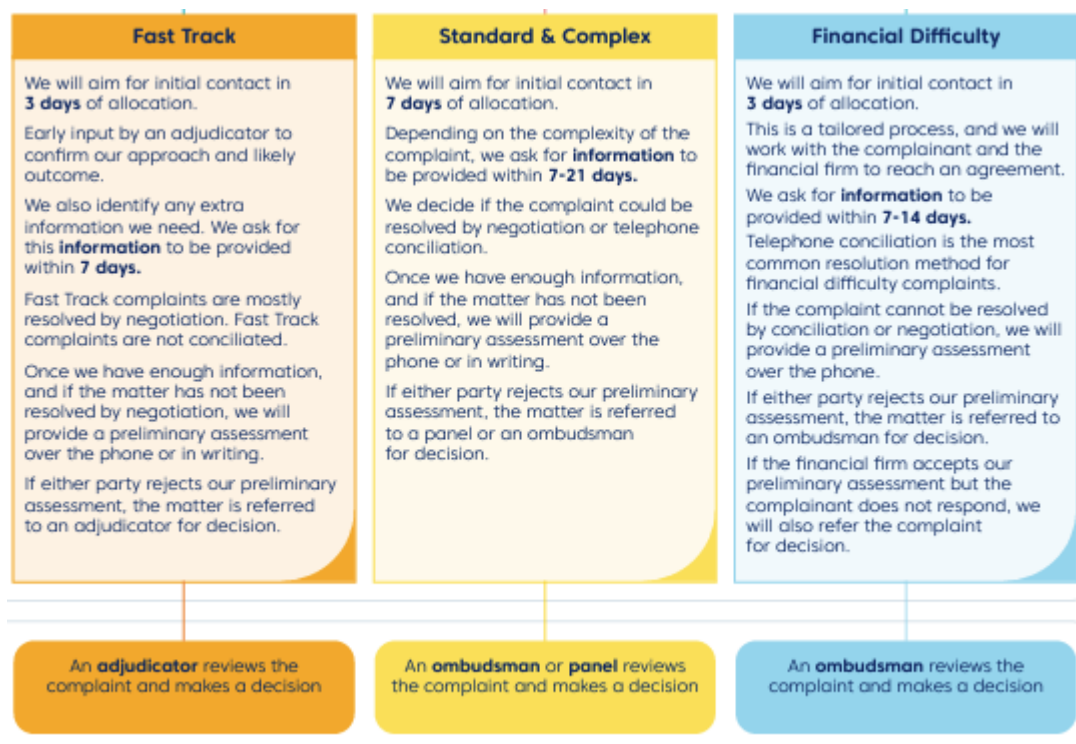 Fast Track
We will aim for initial contact in
3 days of allocation.
Early input by an adjudicator to
confirm our approach and likely
outcome.
We also identify any extra
information we need. We ask for
this information to be provided
within 7 days.
Fast Track complaints are mostly
resolved by negotiation. Fast Track
complaints are not conciliated.
Once we have enough information,
and if the matter has not been
resolved by negotiation, we will
provide a preliminary assessment
over the phone or in writing.
If either party rejects our preliminary
assessment, the matter is referred
to an adjudicator for decision.
An adjudicator reviews the
complaint and makes a decision
Standard & Complex
We will aim for initial contact in
7 days of allocation.
Depending on the complexity of the
complaint, we ask for information to
be provided within 7-21 days.
We decide if the complaint could be
resolved by negotiation or telephone
conciliation.
Once we have enough information,
and if the matter has not been
resolved, we will provide a
preliminary assessment over the
phone or in writing.
If either party rejects our preliminary
assessment, the matter is referred
to a panel or an ombudsman
for decision.
An ombudsman or panel reviews
the complaint and makes a decision
Financial Difficulty
We will aim for initial contact in
3 days of allocation.
This is a tailored process, and we will
work with the complainant and the
financial firm to reach an agreement.
We ask for information to be
provided within 7-14 days.
Telephone conciliation is the most
common resolution method for
financial difficulty complaints.
If the complaint cannot be resolved
by conciliation or negotiation, we will
provide a preliminary assessment
over the phone.
If either party rejects our preliminary
assessment, the matter is referred to
an ombudsman for decision.
If the financial firm accepts our
preliminary assessment but the
complainant does not respond, we
will also refer the complaint
for decision.
An ombudsman reviews the
complaint and makes a decision